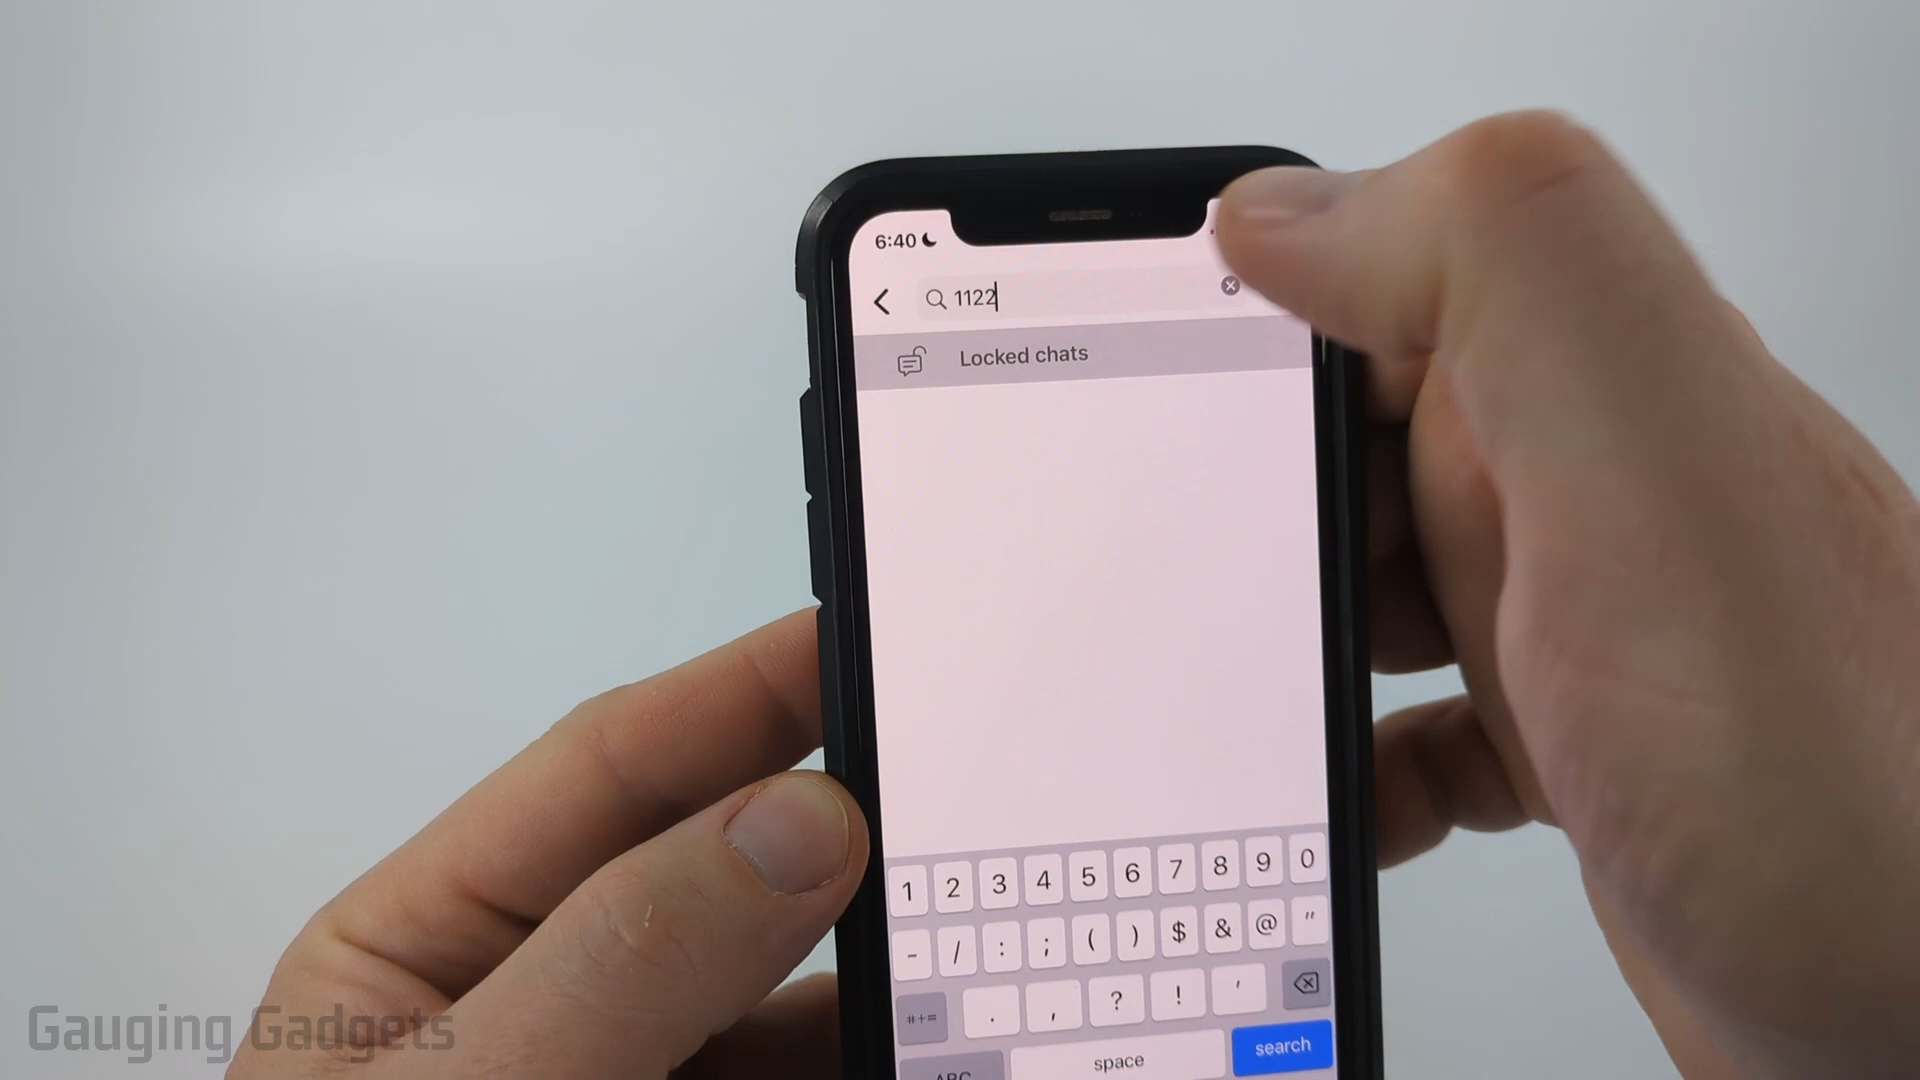 6:40
1122
Locked chats
1 2 3 4 5 6 7 8 9 0
- / : ; ( ) $ & @ "
#+= . , ? ! '
ABC space search
Gauging Gadgets